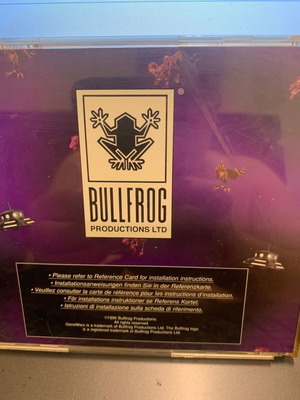 ®
BULLFROG
PRODUCTIONS LTD
• Please refer to Reference Card for installation instructions.
• Installationsanweisungen finden Sie in der Referenzkarte.
• Veuillez consulter la carte de référence pour les instructions d'installation.
• För installations instruktioner se Referens Kortet.
• Istruzioni di installazione sulla scheda di riferimento.
©1996 Bullfrog Productions.
All rights reserved
GeneWars is a trademark of Bullfrog Productions Ltd. The Bullfrog logo
is a registered trademark of Bullfrog Productions Ltd.